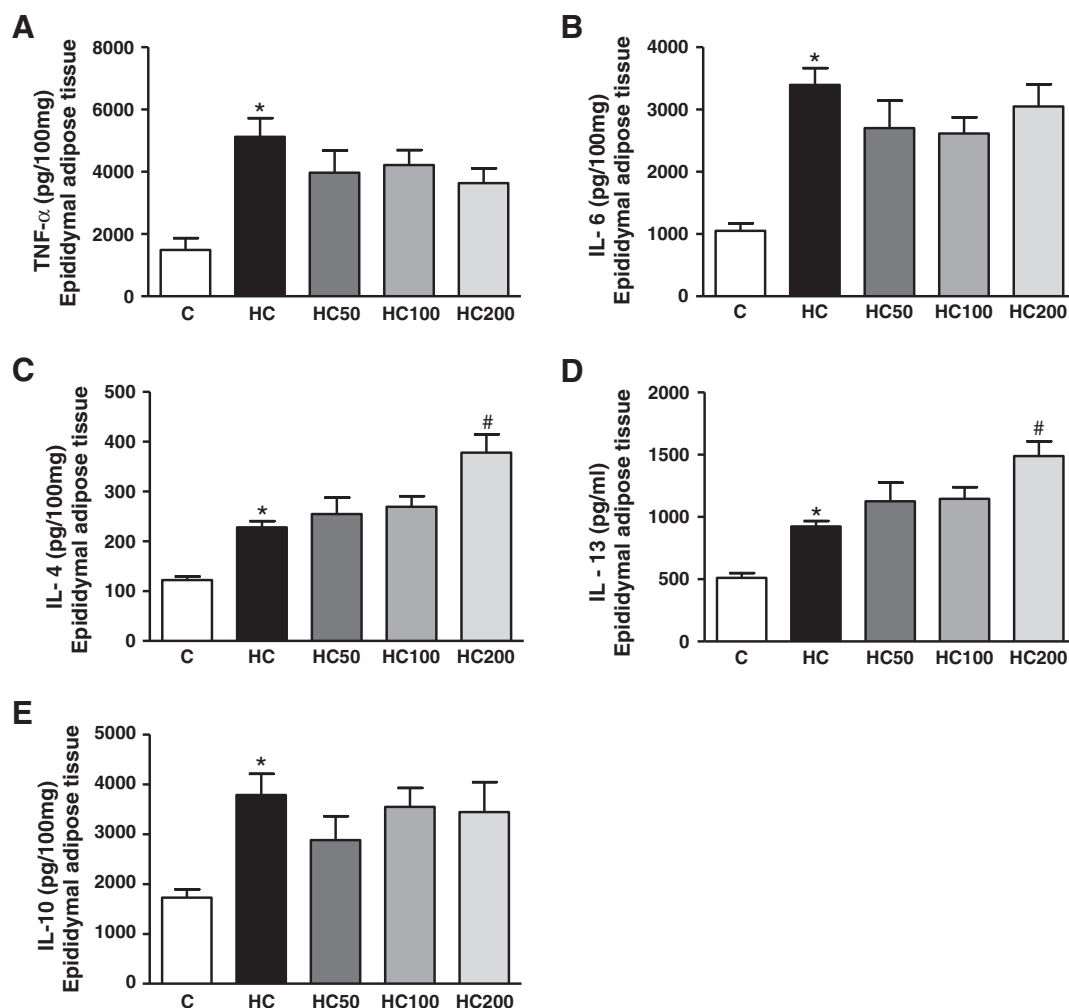 A
TNF-α (pg/100mg)
Epididymal adipose tissue
8000
6000
4000
2000
0
*
C HC HC50 HC100 HC200
B
IL- 6 (pg/100mg)
Epididymal adipose tissue
4000
3000
2000
1000
0
*
C HC HC50 HC100 HC200
C
IL- 4 (pg/100mg)
Epididymal adipose tissue
500
400
300
200
100
0
*
#
C HC HC50 HC100 HC200
D
IL - 13 (pg/ml)
Epididymal adipose tissue
2000
1500
1000
500
0
*
#
C HC HC50 HC100 HC200
E
IL-10 (pg/100mg)
Epididymal adipose tissue
5000
4000
3000
2000
1000
0
*
C HC HC50 HC100 HC200